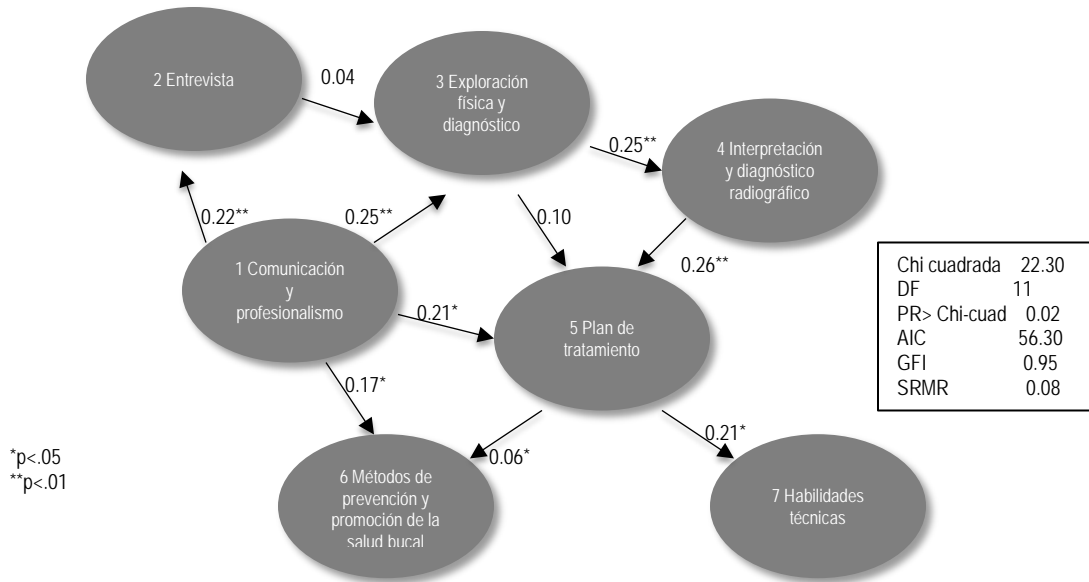 2 Entrevista
0.04
3 Exploración
física y
diagnóstico
0.25**
4 Interpretación
y diagnóstico
radiográfico
0.22**
0.25**
0.10
0.26**
1 Comunicación
y
profesionalismo
0.21*
5 Plan de
tratamiento
Chi cuadrada 22.30
DF 11
PR> Chi-cuad 0.02
AIC 56.30
GFI 0.95
SRMR 0.08
0.17*
0.06*
0.21*
*p<.05
**p<.01
6 Métodos de
prevención y
promoción de la
salud bucal
7 Habilidades
técnicas